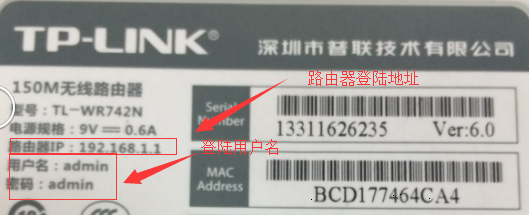 TP-LINK 深圳市普联技术有限公司
150M无线路由器
路由器登陆地址
型号:TL-WR742N
Serial Number 13311626235 Ver:6.0
电源规格:9V 0.6A
路由器IP:192.168.1.1
登陆用户名
用户名:admin
密码:admin
MAC Address BCD177464CA4